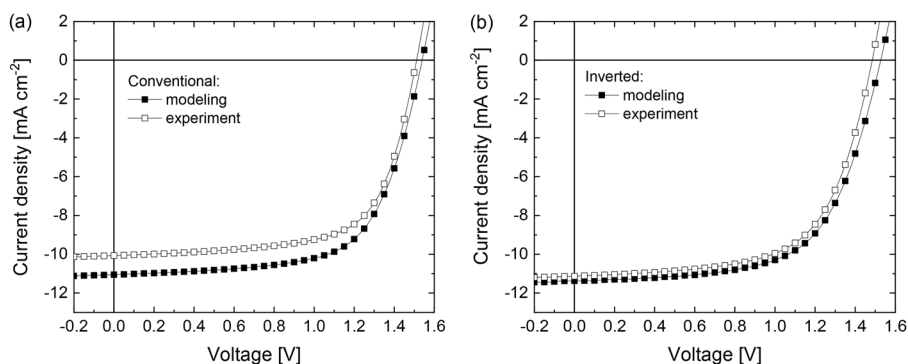 (a)
Current density [mA cm-2]
2
0
-2
-4
-6
-8
-10
-12
Conventional:
modeling
experiment
-0.2 0.0 0.2 0.4 0.6 0.8 1.0 1.2 1.4 1.6
Voltage [V]
(b)
Current density [mA cm-2]
2
0
-2
-4
-6
-8
-10
-12
Inverted:
modeling
experiment
-0.2 0.0 0.2 0.4 0.6 0.8 1.0 1.2 1.4 1.6
Voltage [V]